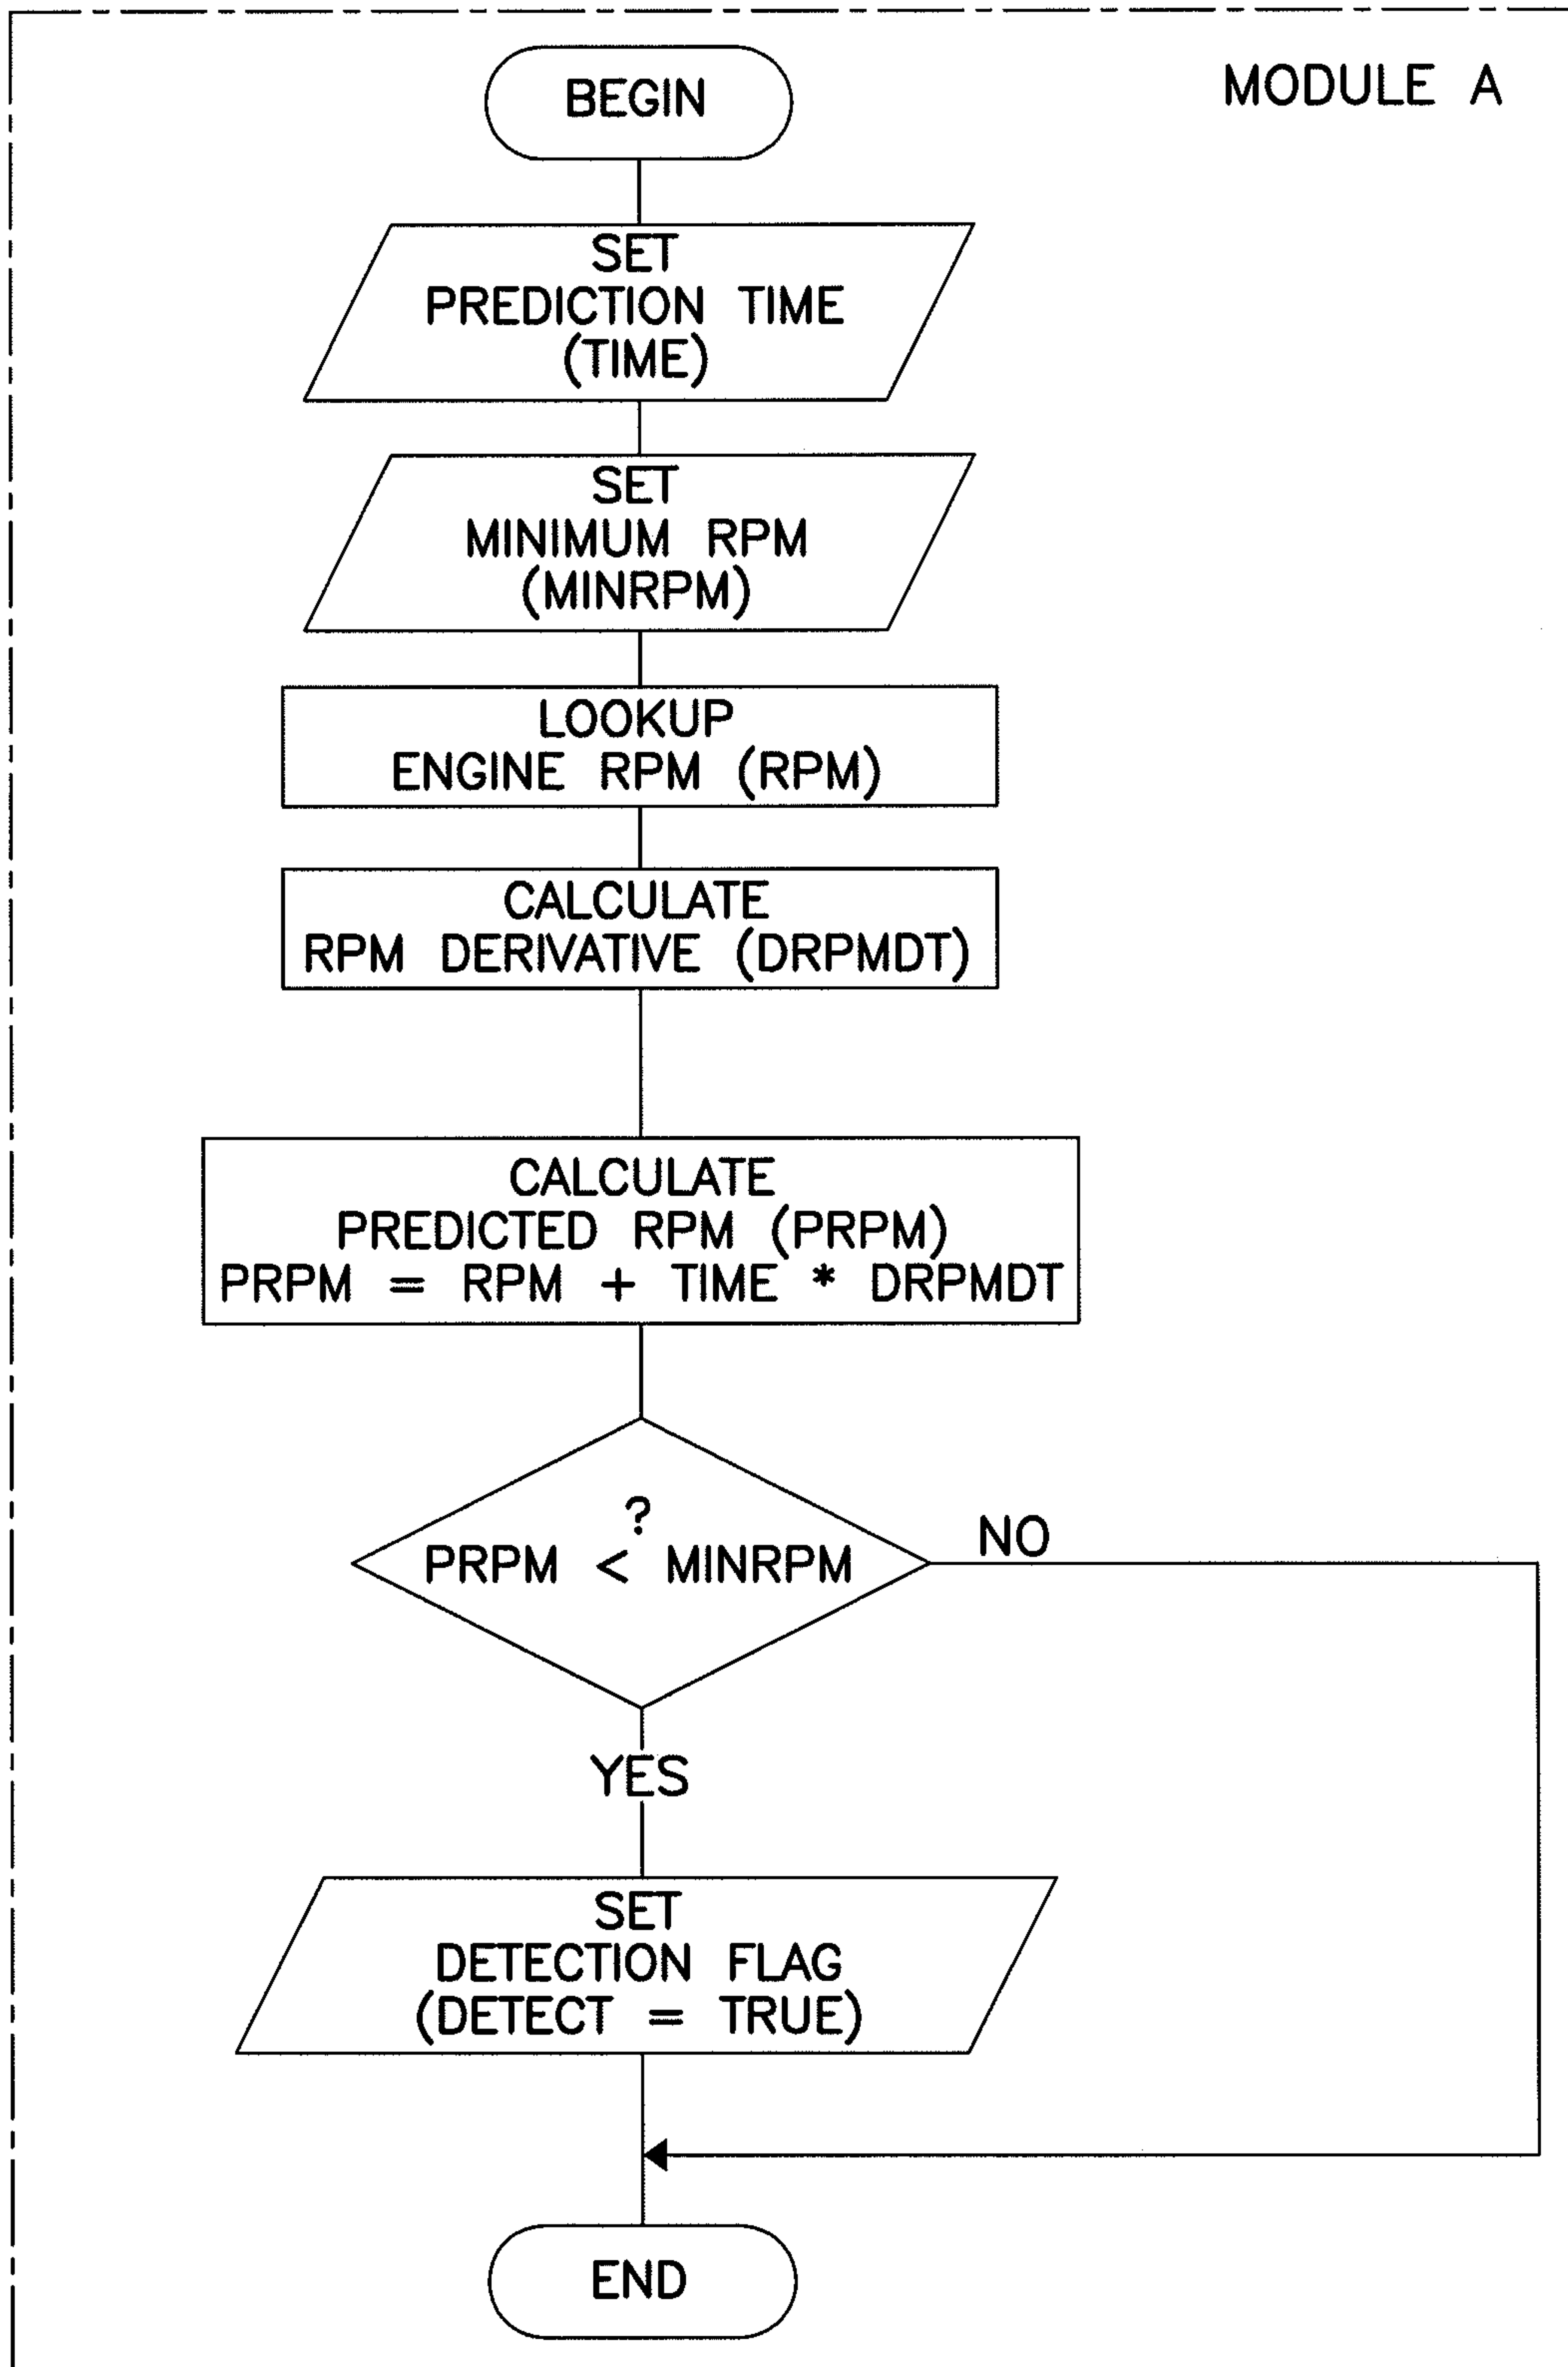 MODULE A
BEGIN
SET
PREDICTION TIME
(TIME)
SET
MINIMUM RPM
(MINRPM)
LOOKUP
ENGINE RPM (RPM)
CALCULATE
RPM DERIVATIVE (DRPMDT)
CALCULATE
PREDICTED RPM (PRPM)
PRPM = RPM + TIME * DRPMDT
?
PRPM < MINRPM
NO
YES
SET
DETECTION FLAG
(DETECT = TRUE)
END